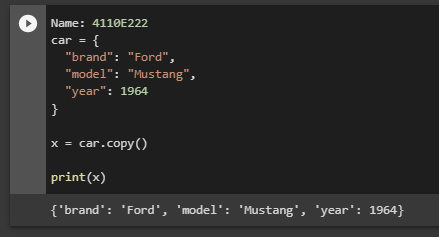 Name: 4110E222
car = {
  "brand": "Ford",
  "model": "Mustang",
  "year": 1964
}
x = car.copy()
print(x)
{'brand': 'Ford', 'model': 'Mustang', 'year': 1964}